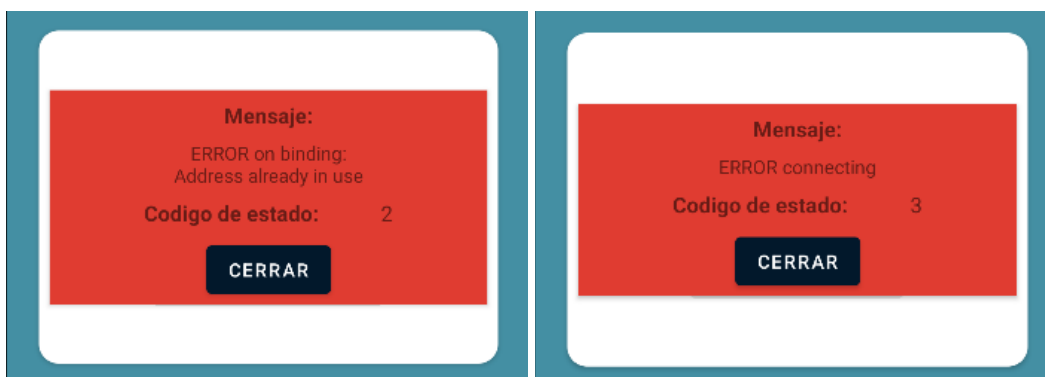 Mensaje:
ERROR on binding:
Address already in use
Codigo de estado: 2
CERRAR
Mensaje:
ERROR connecting
Codigo de estado: 3
CERRAR